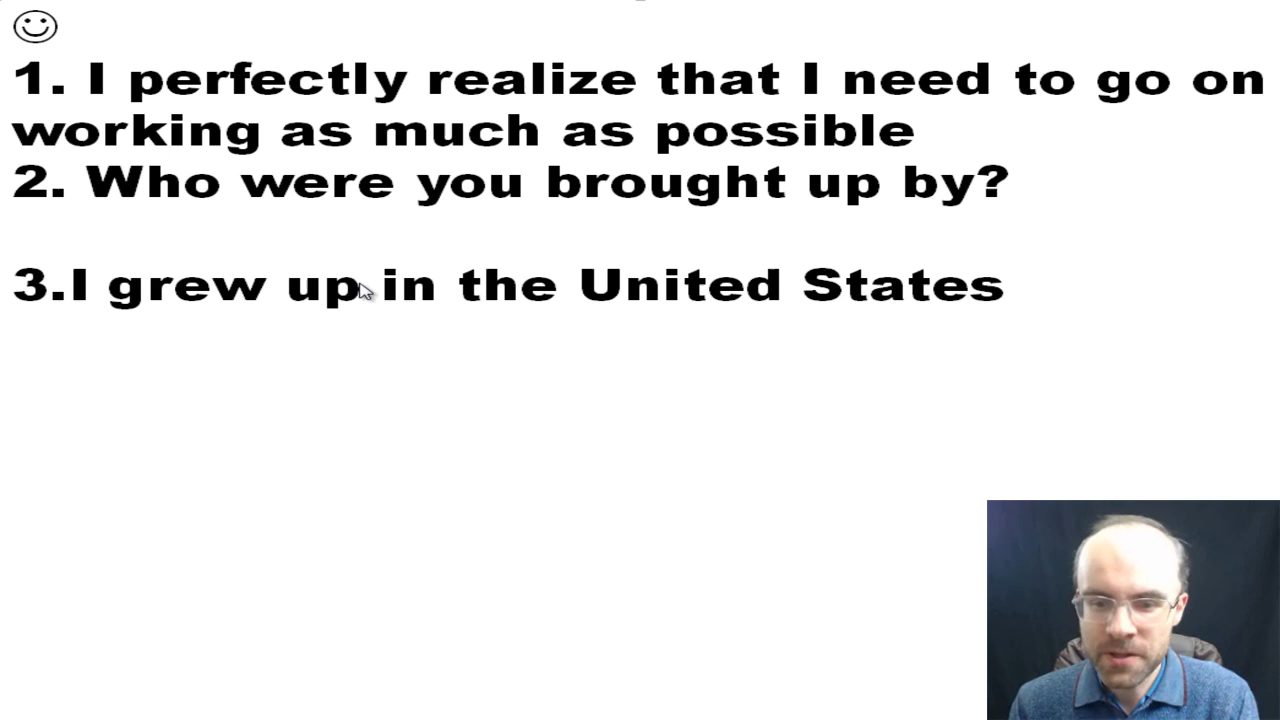 1. I perfectly realize that I need to go on
working as much as possible
2. Who were you brought up by?
3.I grew up in the United States